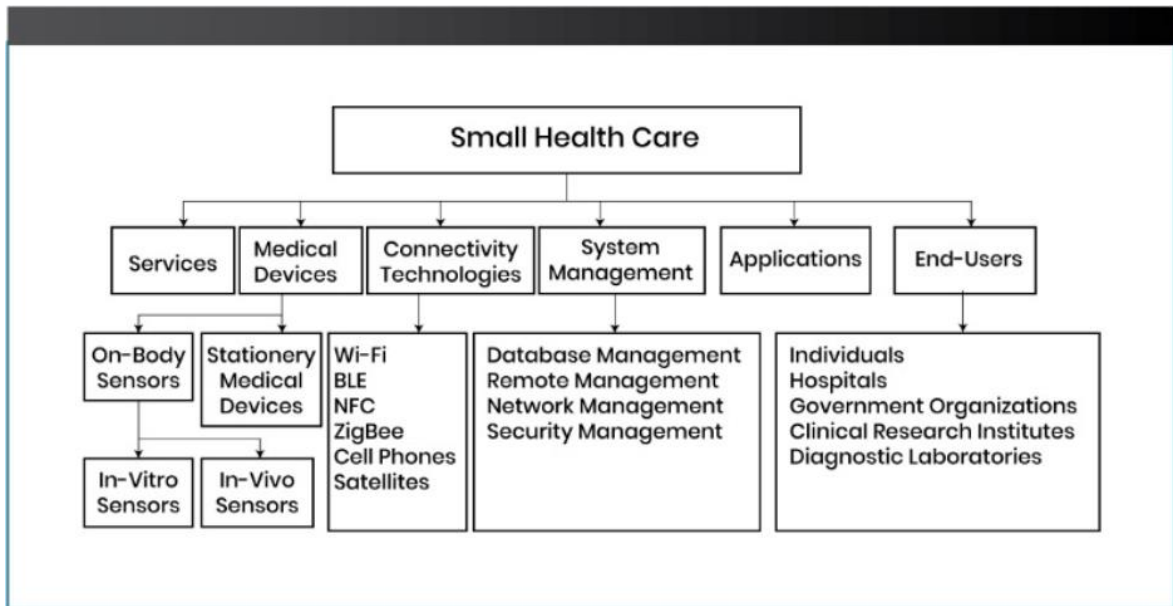 Small Health Care
Services
Medical
Devices
Connectivity
Technologies
System
Management
Applications
End-Users
On-Body
Sensors
Stationery
Medical
Devices
In-Vitro
Sensors
In-Vivo
Sensors
Wi-Fi
BLE
NFC
ZigBee
Cell Phones
Satellites
Database Management
Remote Management
Network Management
Security Management
Individuals
Hospitals
Government Organizations
Clinical Research Institutes
Diagnostic Laboratories